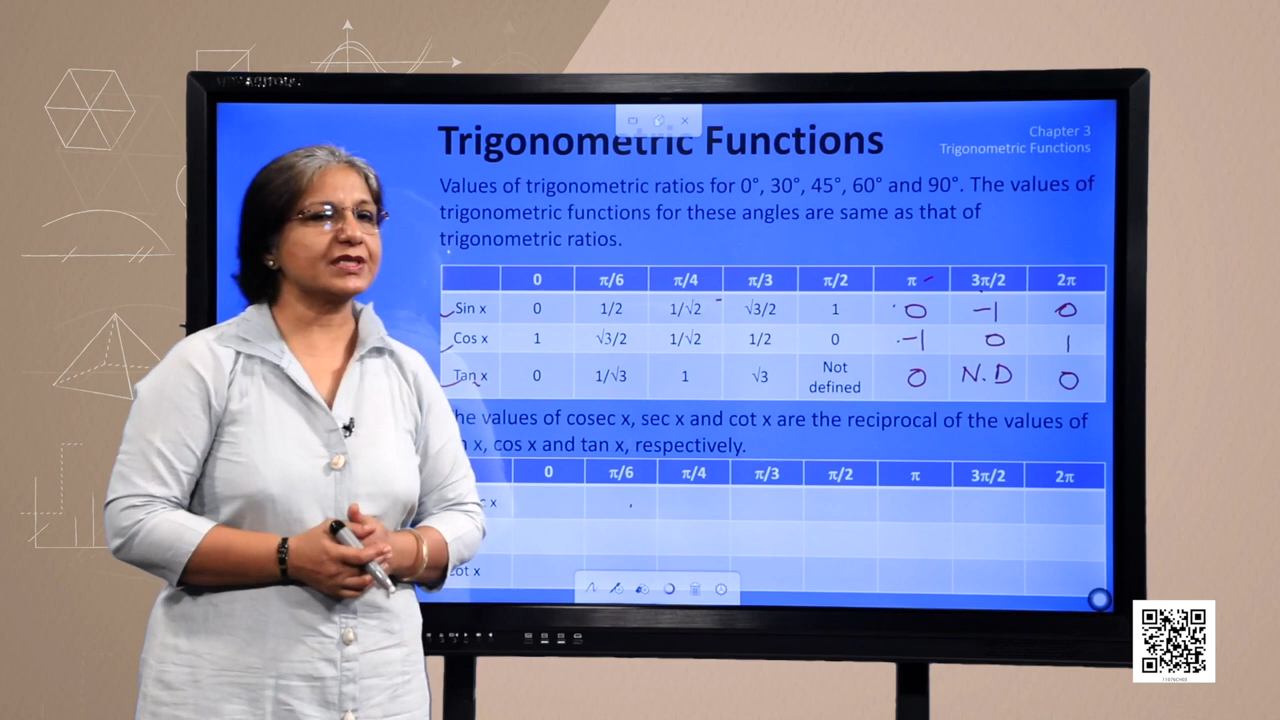 Trigonometric Functions
Chapter 3
Trigonometric Functions
Values of trigonometric ratios for 0°, 30°, 45°, 60° and 90°. The values of
trigonometric functions for these angles are same as that of
trigonometric ratios.
0 π/6 π/4 π/3 π/2 π 3π/2 2π
Sin x 0 1/2 1/√2 √3/2 1 0 -1 0
Cos x 1 √3/2 1/√2 1/2 0 -1 0 1
Tan x 0 1/√3 1 √3 Not defined 0 N.D 0
he values of cosec x, sec x and cot x are the reciprocal of the values of
x, cos x and tan x, respectively.
0 π/6 π/4 π/3 π/2 π 3π/2 2π
c x
cot x
11076CH03